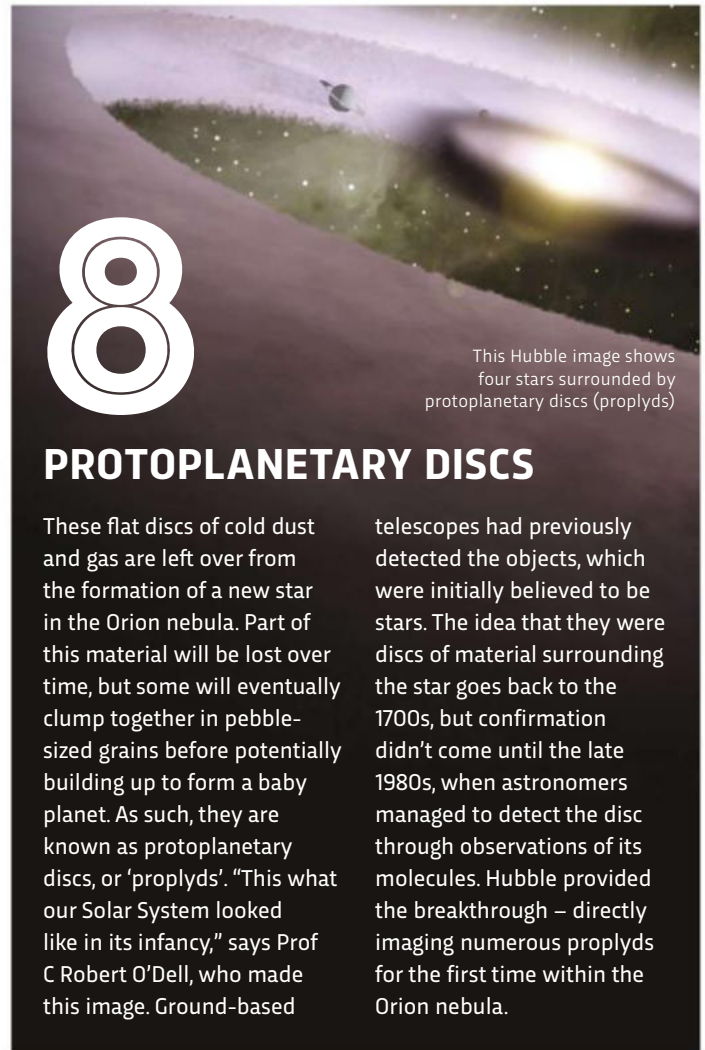 8
This Hubble image shows
four stars surrounded by
protoplanetary discs (proplyds)
PROTOPLANETARY DISCS
These flat discs of cold dust
and gas are left over from
the formation of a new star
in the Orion nebula. Part of
this material will be lost over
time, but some will eventually
clump together in pebble-
sized grains before potentially
building up to form a baby
planet. As such, they are
known as protoplanetary
discs, or ‘proplyds’. “This what
our Solar System looked
like in its infancy,” says Prof
C Robert O’Dell, who made
this image. Ground-based
telescopes had previously
detected the objects, which
were initially believed to be
stars. The idea that they were
discs of material surrounding
the star goes back to the
1700s, but confirmation
didn’t come until the late
1980s, when astronomers
managed to detect the disc
through observations of its
molecules. Hubble provided
the breakthrough – directly
imaging numerous proplyds
for the first time within the
Orion nebula.